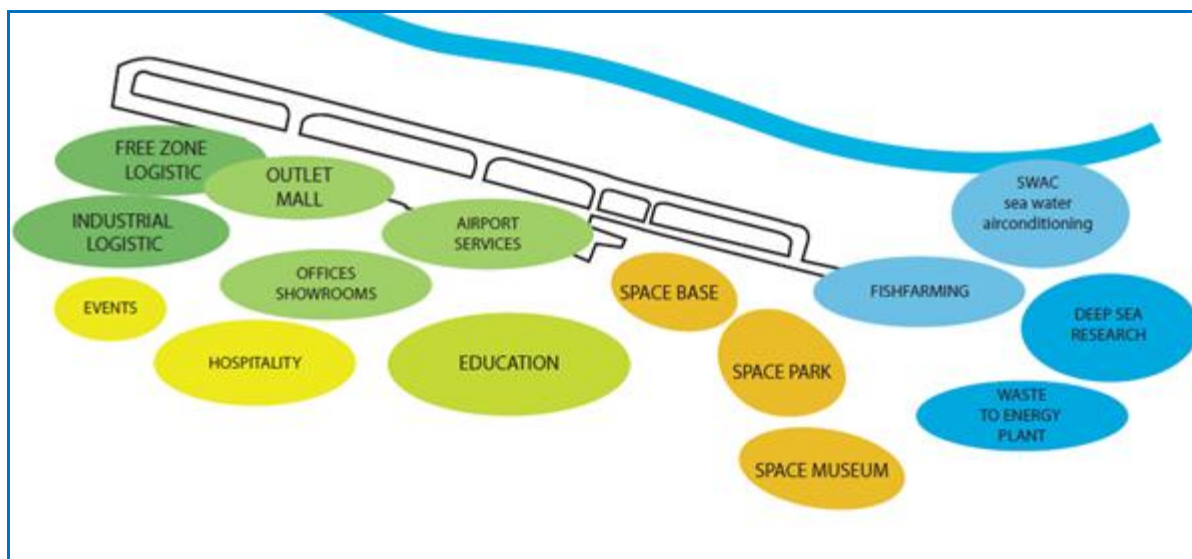 FREE ZONE
LOGISTIC
OUTLET
MALL
INDUSTRIAL
LOGISTIC
AIRPORT
SERVICES
OFFICES
SHOWROOMS
EVENTS
HOSPITALITY
EDUCATION
SPACE BASE
SPACE PARK
SPACE MUSEUM
SWAC
sea water
airconditioning
FISHFARMING
DEEP SEA
RESEARCH
WASTE
TO ENERGY
PLANT